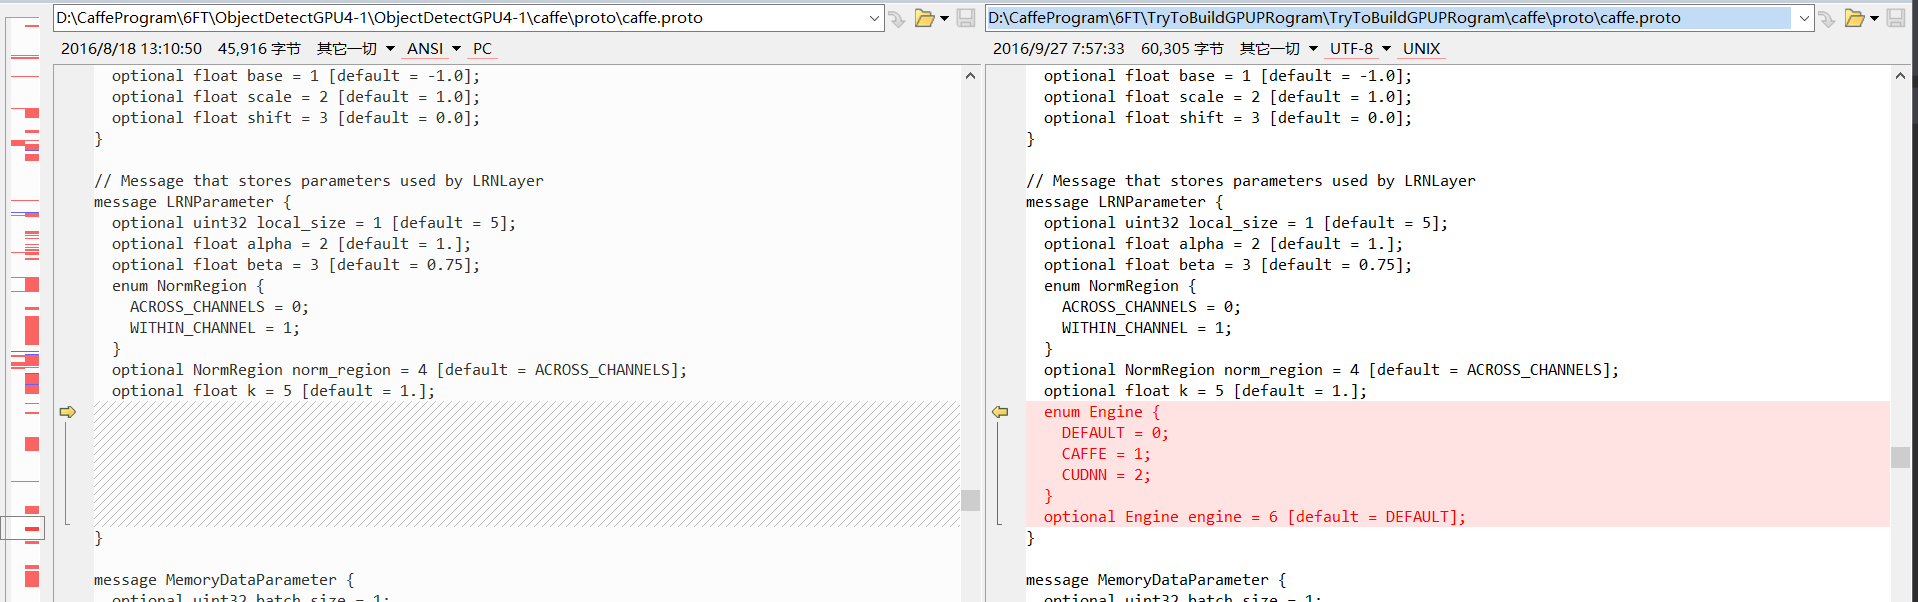 D:\CaffeProgram\6FT\ObjectDetectGPU4-1\ObjectDetectGPU4-1\caffe\proto\caffe.proto
2016/8/18 13:10:50 45,916 字节 其它一切 ANSI PC
optional float base = 1 [default = -1.0];
optional float scale = 2 [default = 1.0];
optional float shift = 3 [default = 0.0];
}
// Message that stores parameters used by LRNLayer
message LRNParameter {
optional uint32 local_size = 1 [default = 5];
optional float alpha = 2 [default = 1.];
optional float beta = 3 [default = 0.75];
enum NormRegion {
ACROSS_CHANNELS = 0;
WITHIN_CHANNEL = 1;
}
optional NormRegion norm_region = 4 [default = ACROSS_CHANNELS];
optional float k = 5 [default = 1.];
}
message MemoryDataParameter {
optional uint32 batch_size = 1;
D:\CaffeProgram\6FT\TryToBuildGPUPRogram\TryToBuildGPUPRogram\caffe\proto\caffe.proto
2016/9/27 7:57:33 60,305 字节 其它一切 UTF-8 UNIX
optional float base = 1 [default = -1.0];
optional float scale = 2 [default = 1.0];
optional float shift = 3 [default = 0.0];
}
// Message that stores parameters used by LRNLayer
message LRNParameter {
optional uint32 local_size = 1 [default = 5];
optional float alpha = 2 [default = 1.];
optional float beta = 3 [default = 0.75];
enum NormRegion {
ACROSS_CHANNELS = 0;
WITHIN_CHANNEL = 1;
}
optional NormRegion norm_region = 4 [default = ACROSS_CHANNELS];
optional float k = 5 [default = 1.];
enum Engine {
DEFAULT = 0;
CAFFE = 1;
CUDNN = 2;
}
optional Engine engine = 6 [default = DEFAULT];
}
message MemoryDataParameter {
optional uint32 batch_size = 1;